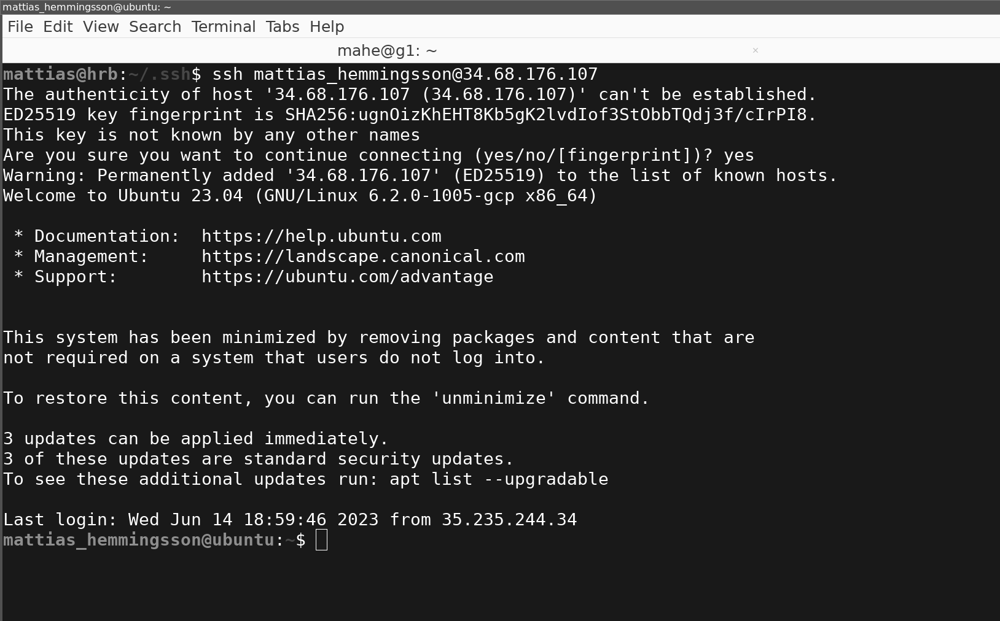 mattias_hemmingsson@ubuntu: ~
File Edit View Search Terminal Tabs Help
mahe@g1: ~ ×
mattias@hrb:~/.ssh$ ssh mattias_hemmingsson@34.68.176.107
The authenticity of host '34.68.176.107 (34.68.176.107)' can't be established.
ED25519 key fingerprint is SHA256:ugnOizKhEHT8Kb5gK2lvdIof3StObbTQdj3f/cIrPI8.
This key is not known by any other names
Are you sure you want to continue connecting (yes/no/[fingerprint])? yes
Warning: Permanently added '34.68.176.107' (ED25519) to the list of known hosts.
Welcome to Ubuntu 23.04 (GNU/Linux 6.2.0-1005-gcp x86_64)
 * Documentation:  https://help.ubuntu.com
 * Management:     https://landscape.canonical.com
 * Support:        https://ubuntu.com/advantage
This system has been minimized by removing packages and content that are
not required on a system that users do not log into.
To restore this content, you can run the 'unminimize' command.
3 updates can be applied immediately.
3 of these updates are standard security updates.
To see these additional updates run: apt list --upgradable
Last login: Wed Jun 14 18:59:46 2023 from 35.235.244.34
mattias_hemmingsson@ubuntu:~$